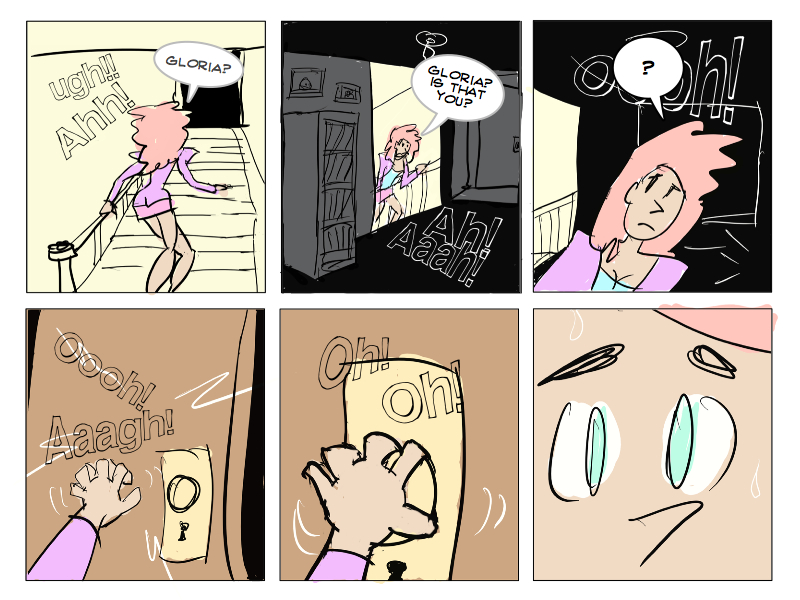 ugh!!
Ahh!
GLORIA?
GLORIA?
IS THAT
YOU?
Ah!
Aaah!
?
oooh!
Oooh!
Aaagh!
Oh!
oh!